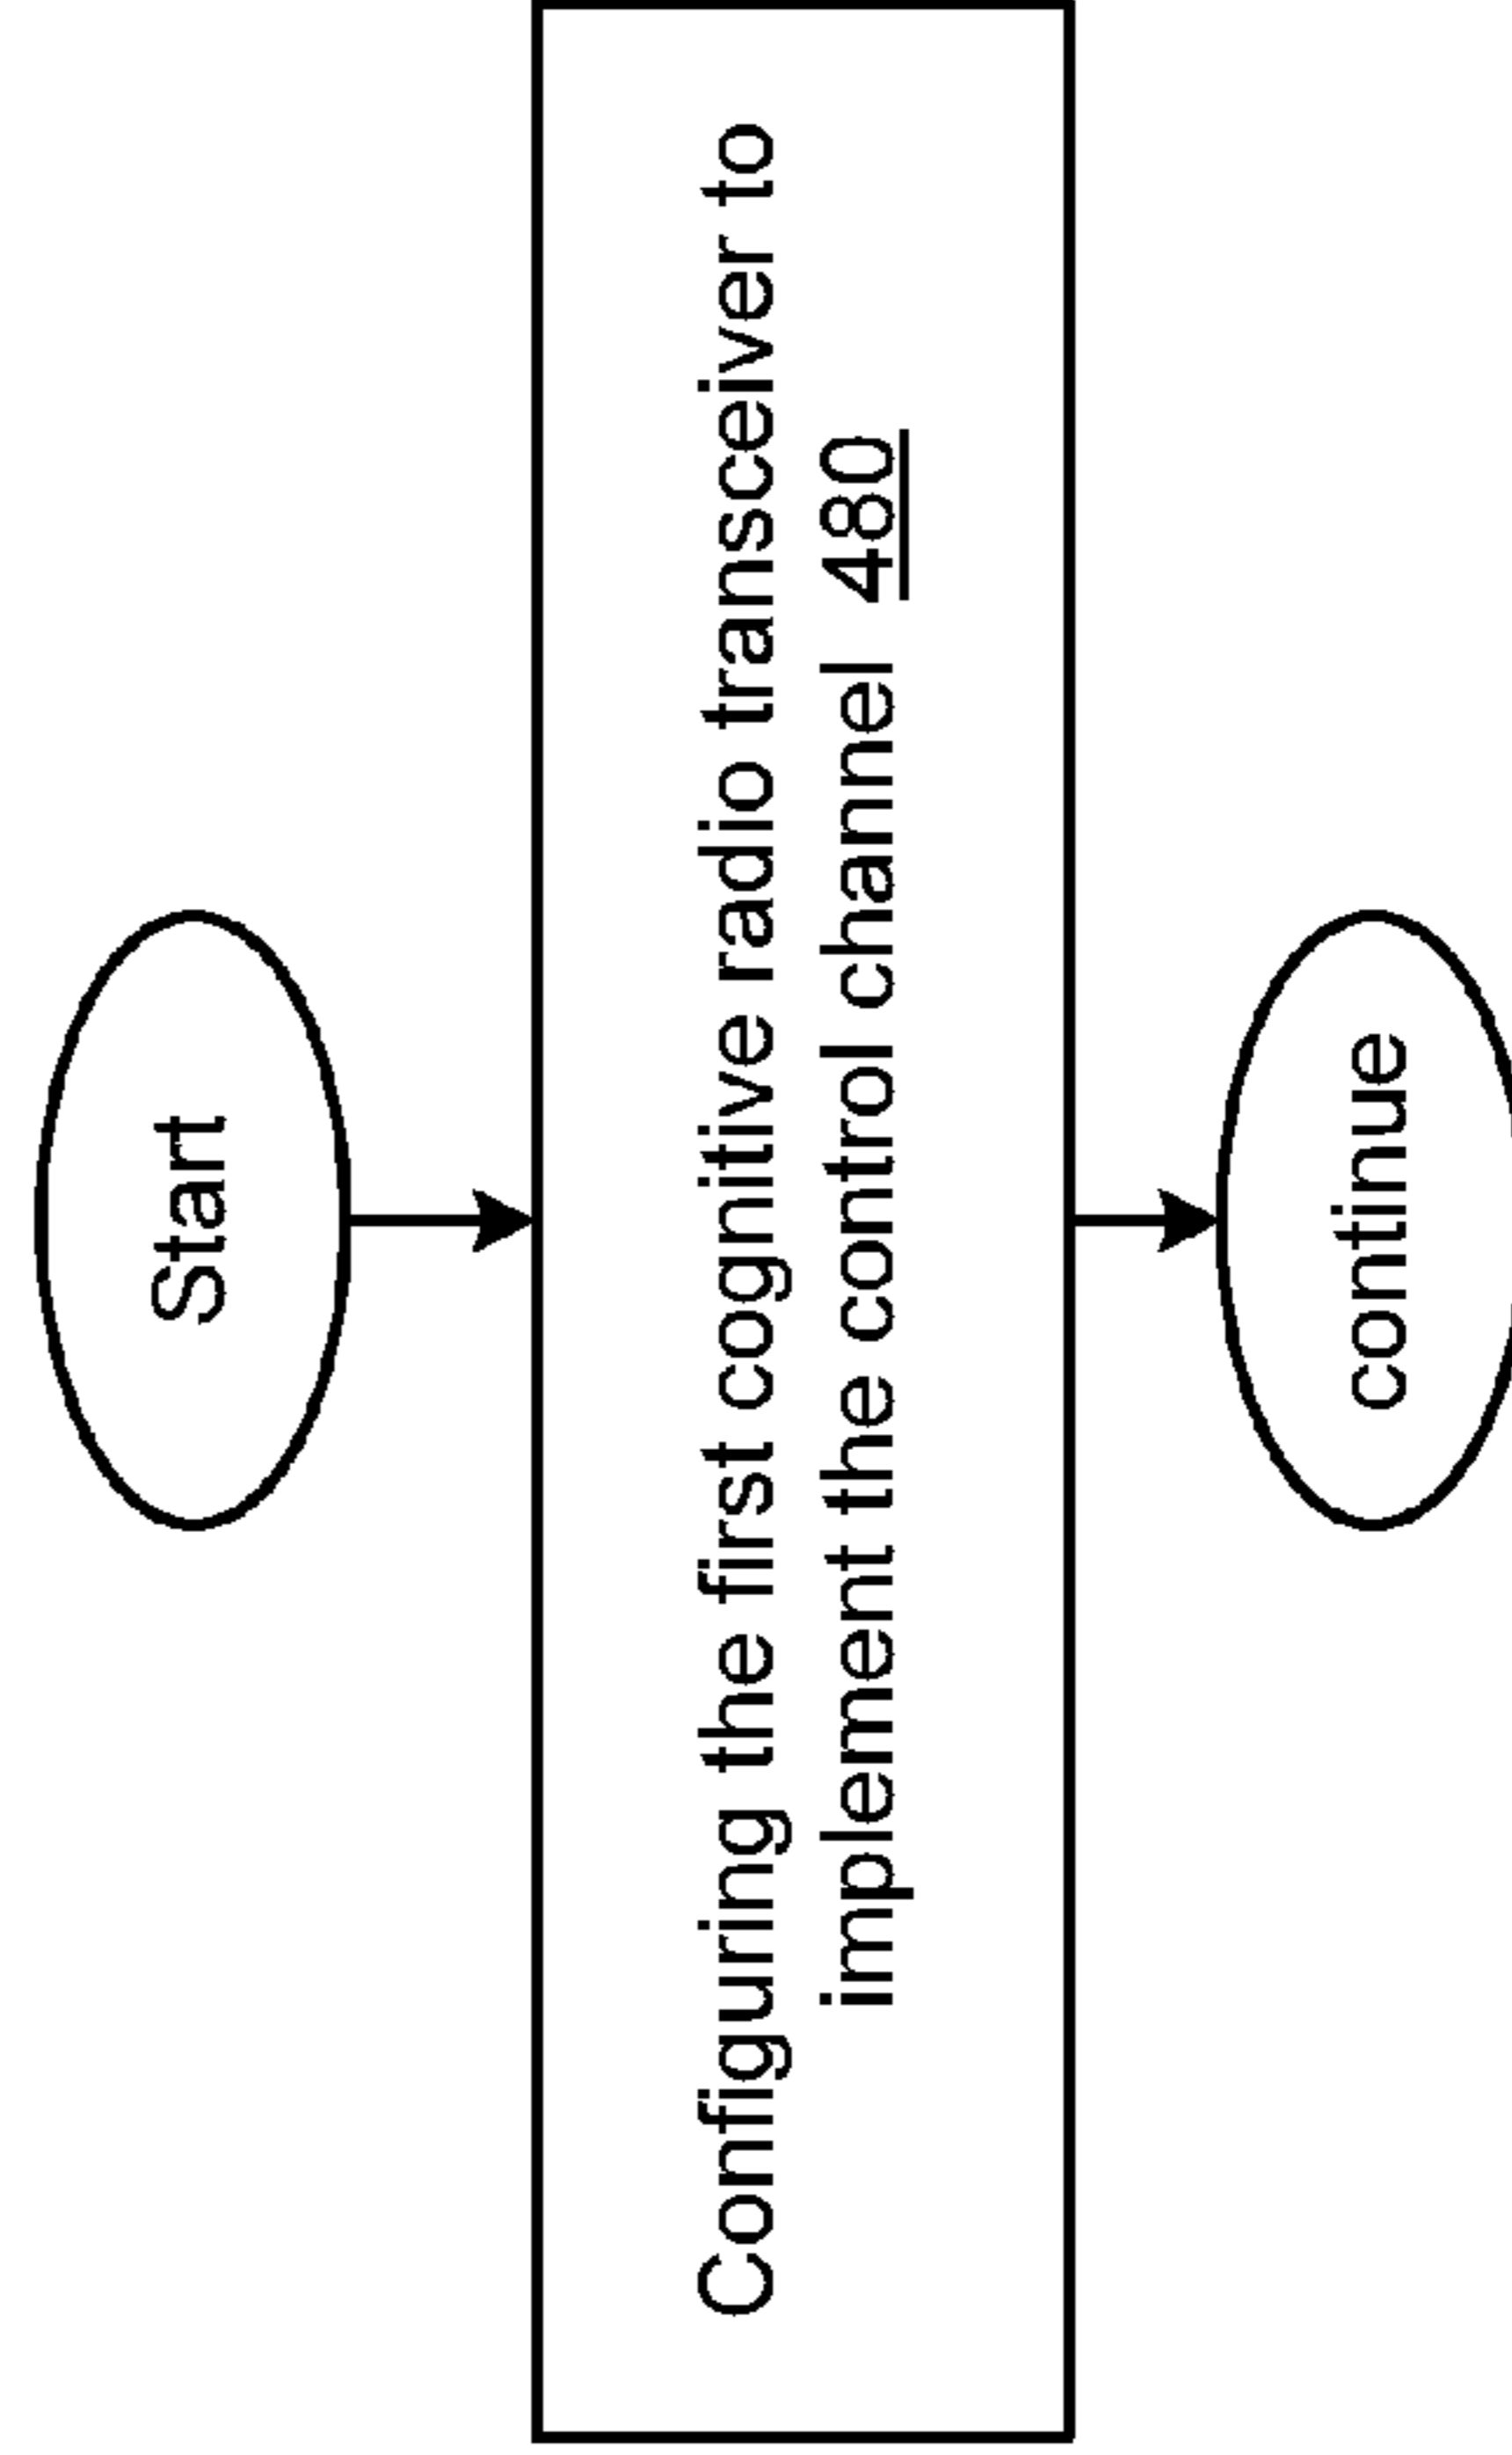 Start
Configuring the first cognitive radio transceiver to
implement the control channel 480
continue